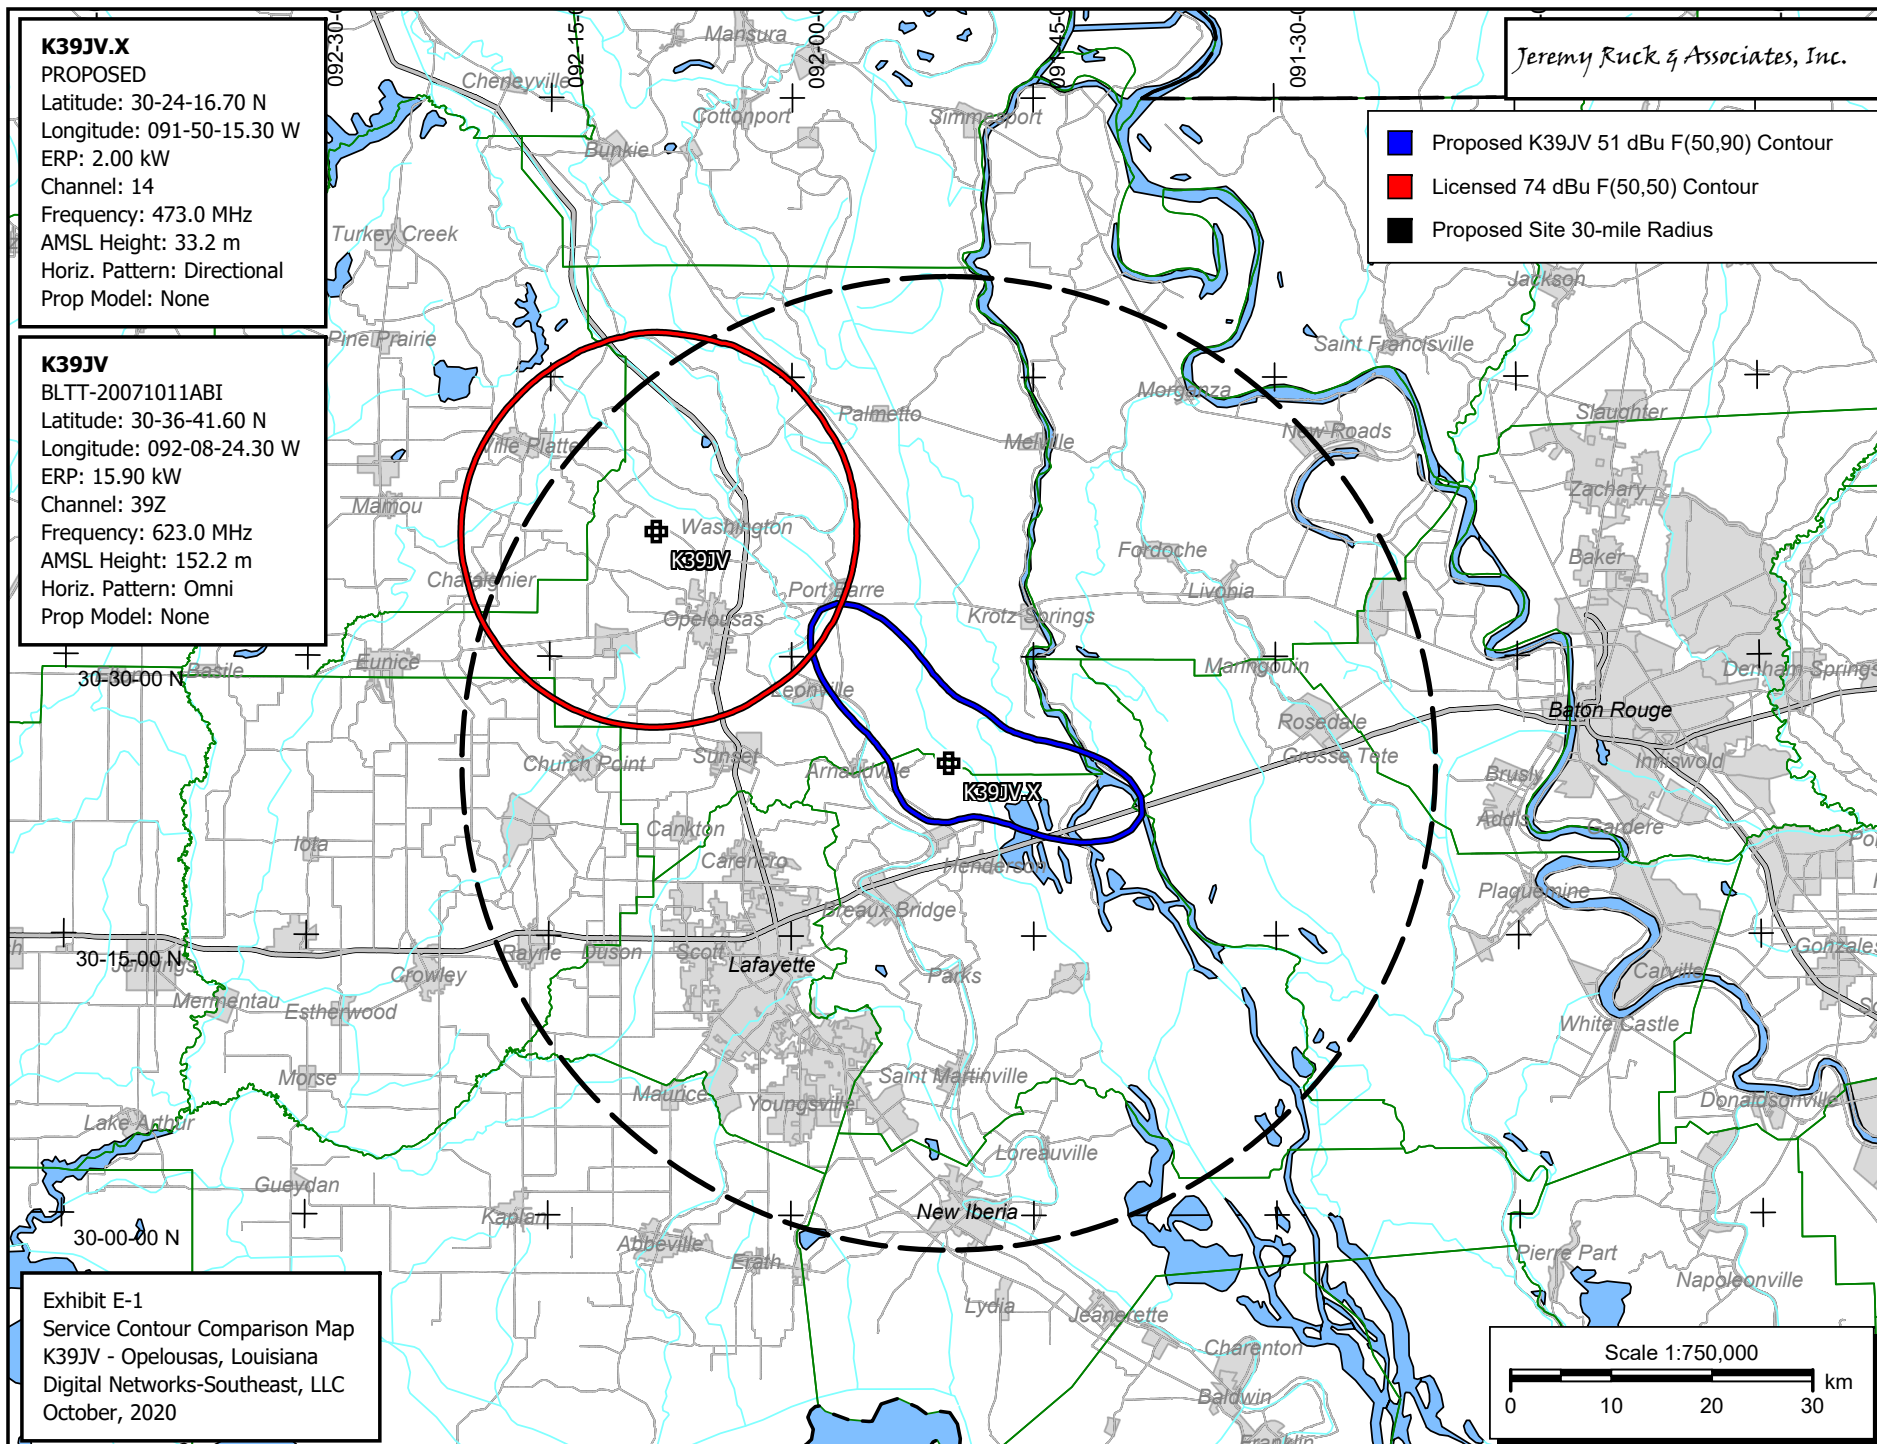 K39JV.X
PROPOSED
Latitude: 30-24-16.70 N
Longitude: 091-50-15.30 W
ERP: 2.00 kW
Channel: 14
Frequency: 473.0 MHz
AMSL Height: 33.2 m
Horiz. Pattern: Directional
Prop Model: None
K39JV
BLTT-20071011ABI
Latitude: 30-36-41.60 N
Longitude: 092-08-24.30 W
ERP: 15.90 kW
Channel: 39Z
Frequency: 623.0 MHz
AMSL Height: 152.2 m
Horiz. Pattern: Omni
Prop Model: None
Jeremy Ruck & Associates, Inc.
Proposed K39JV 51 dBu F(50,90) Contour
Licensed 74 dBu F(50,50) Contour
Proposed Site 30-mile Radius
Mansura
Cheneyville
Cottonport
Simmesport
Bunkie
Turkey Creek
Jackson
Pine Prairie
Saint Francisville
Morganza
Palmetto
Slaughter
Ville Platte
Melville
New Roads
Mamou
Zachary
Washington
K39JV
Fordoche
Baker
Chataignier
Port Barre
Livonia
Opelousas
Krotz Springs
Eunice
Basile
Maringouin
Denham Springs
30-30-00 N
Leonville
Rosedale
Baton Rouge
Church Point
Sunset
Arnaudville
Grosse Tete
Inniswold
Brusly
K39JV.X
Addis
Gardere
Iota
Cankton
Carencro
Henderson
Plaquemine
Breaux Bridge
Gonzales
Rayne
Duson
Scott
30-15-00 N
Jennings
Crowley
Lafayette
Parks
Carville
Mermentau
Estherwood
White Castle
Morse
Saint Martinville
Maurice
Youngsville
Donaldsonville
Lake Arthur
Loreauville
Gueydan
New Iberia
Kaplan
30-00-00 N
Abbeville
Erath
Pierre Part
Napoleonville
Lydia
Jeanerette
Charenton
Baldwin
Franklin
Exhibit E-1
Service Contour Comparison Map
K39JV - Opelousas, Louisiana
Digital Networks-Southeast, LLC
October, 2020
Scale 1:750,000
0 10 20 30 km